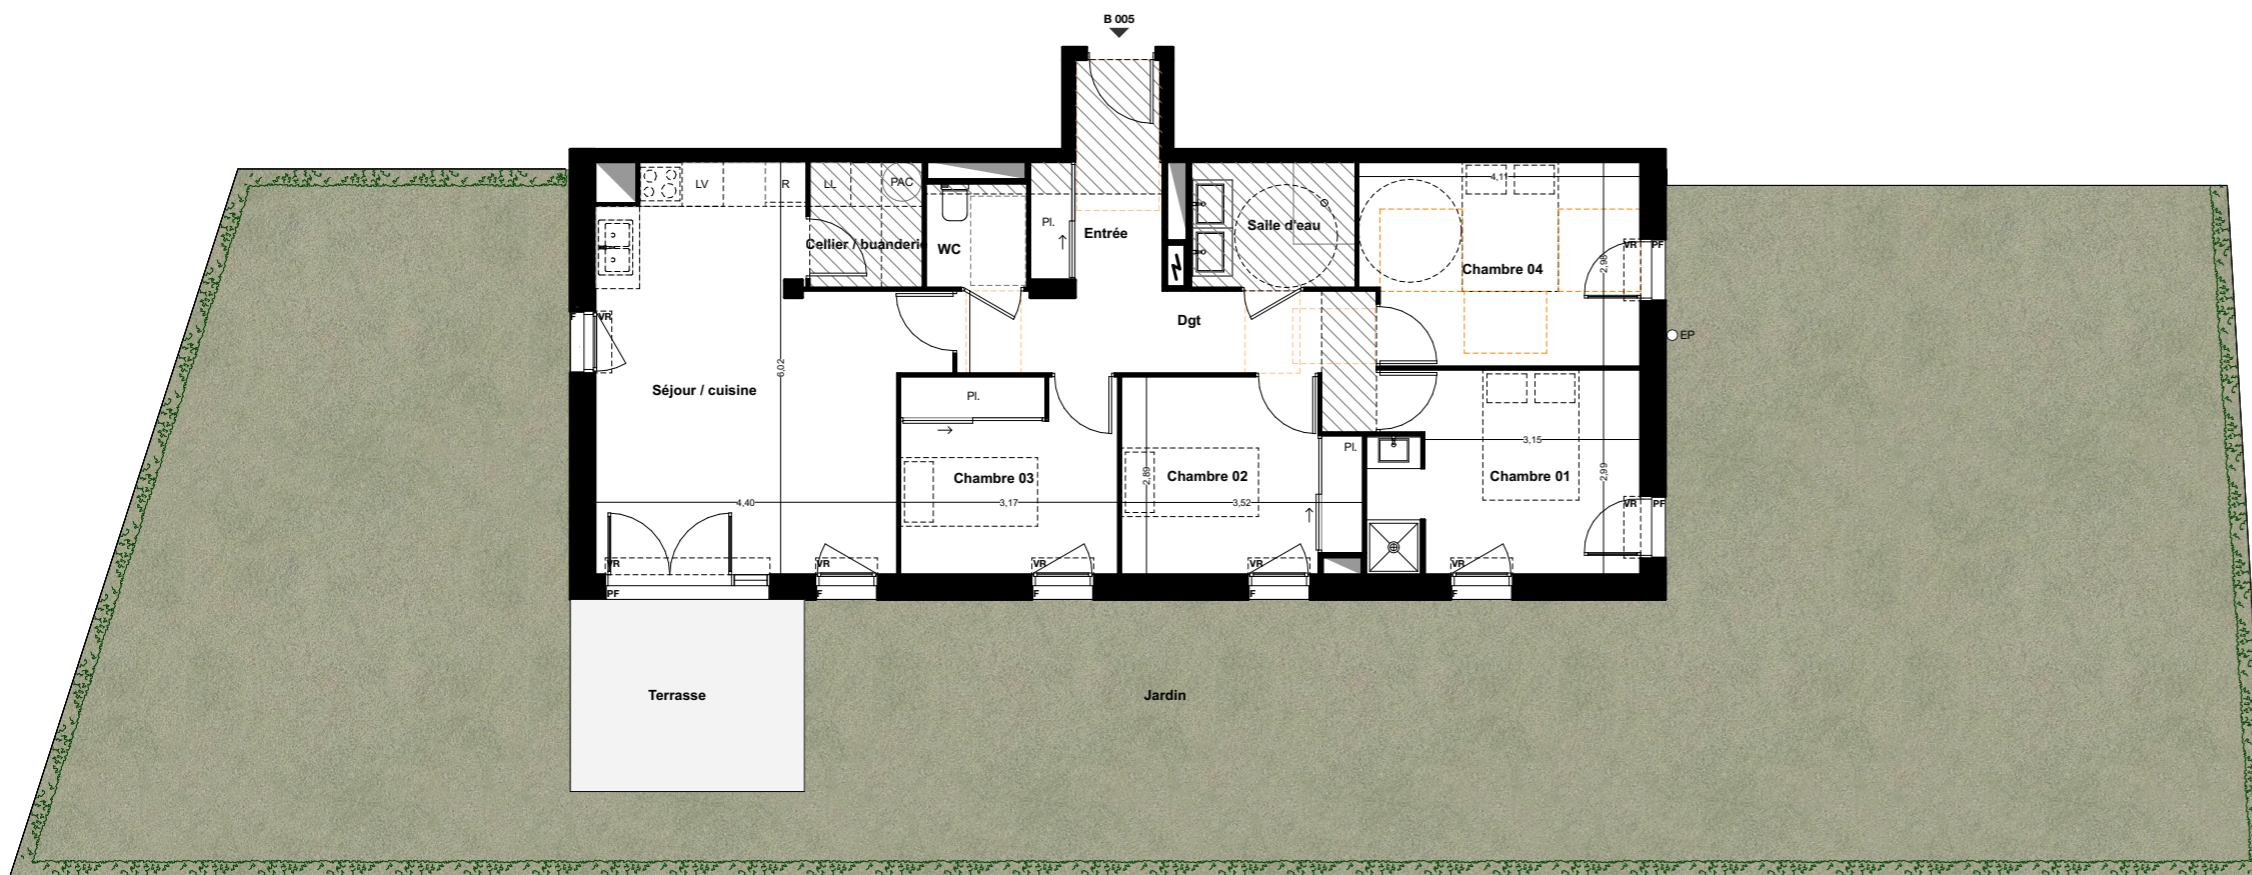 B 005
LV
R
LL
PAC
Cellier / buanderie
WC
Pl.
Entrée
Salle d'eau
4,11
Chambre 04
2,98
VR
PF
F
VR
Dgt
EP
6,02
Séjour / cuisine
Pl.
Pl.
Chambre 03
Chambre 02
Chambre 01
2,89
3,15
2,99
4,40
3,17
3,52
VR
PF
VR
VR
VR
VR
VR
PF
F
F
F
F
Terrasse
Jardin